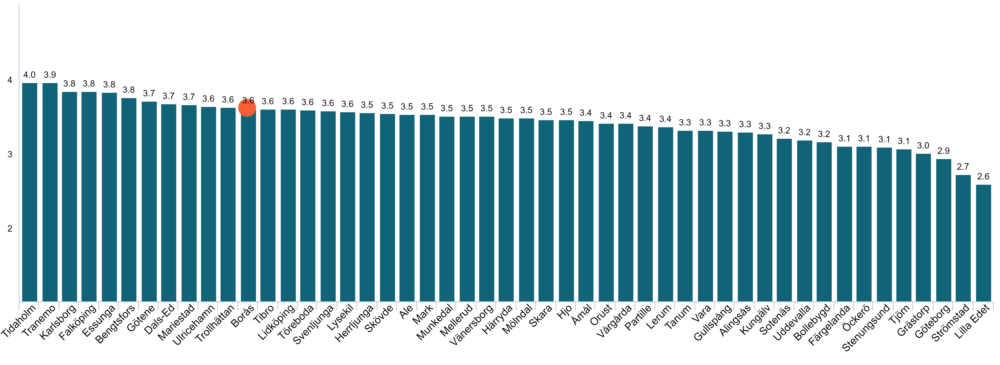 4.0 3.9 3.8 3.8 3.8 3.8 3.7 3.7 3.7 3.6 3.6 3.6 3.6 3.6 3.6 3.6 3.6 3.5 3.5 3.5 3.5 3.5 3.5 3.5 3.5 3.5 3.5 3.5 3.4 3.4 3.4 3.4 3.4 3.3 3.3 3.3 3.3 3.3 3.2 3.2 3.2 3.1 3.1 3.1 3.1 3.0 2.9 2.7 2.6
4
3
2
Tidaholm
Tranemo
Karlsborg
Falköping
Essunga
Bengtsfors
Götene
Dals-Ed
Mariestad
Ulricehamn
Trollhättan
Borås
Tibro
Lidköping
Töreboda
Svenljunga
Lysekil
Herrljunga
Skövde
Ale
Mark
Munkedal
Mellerud
Vänersborg
Härryda
Mölndal
Skara
Hjo
Åmål
Orust
Vårgårda
Partille
Lerum
Tanum
Vara
Gullspång
Alingsås
Kungälv
Sotenäs
Uddevalla
Bollebygd
Färgelanda
Öckerö
Stenungsund
Tjörn
Grästorp
Göteborg
Strömstad
Lilla Edet